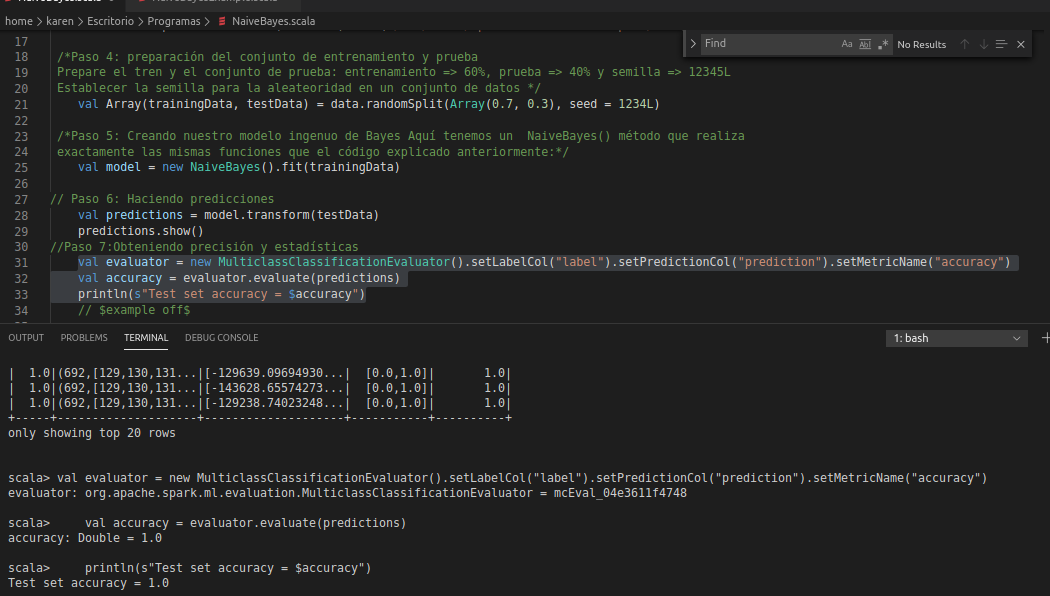 home > karen > Escritorio > Programas > NaiveBayes.scala
Find
Aa Abl .* No Results
17
18 /*Paso 4: preparación del conjunto de entrenamiento y prueba
19 Prepare el tren y el conjunto de prueba: entrenamiento => 60%, prueba => 40% y semilla => 12345L
20 Establecer la semilla para la aleateoridad en un conjunto de datos */
21 val Array(trainingData, testData) = data.randomSplit(Array(0.7, 0.3), seed = 1234L)
22
23 /*Paso 5: Creando nuestro modelo ingenuo de Bayes Aquí tenemos un NaiveBayes() método que realiza
24 exactamente las mismas funciones que el código explicado anteriormente:*/
25 val model = new NaiveBayes().fit(trainingData)
26
27 // Paso 6: Haciendo predicciones
28 val predictions = model.transform(testData)
29 predictions.show()
30 //Paso 7:Obteniendo precisión y estadísticas
31 val evaluator = new MulticlassClassificationEvaluator().setLabelCol("label").setPredictionCol("prediction").setMetricName("accuracy")
32 val accuracy = evaluator.evaluate(predictions)
33 println(s"Test set accuracy = $accuracy")
34 // $example off$
OUTPUT PROBLEMS TERMINAL DEBUG CONSOLE 1: bash
| 1.0|(692,[129,130,131...|[-129639.09694930...| [0.0,1.0]| 1.0|
| 1.0|(692,[129,130,131...|[-143628.65574273...| [0.0,1.0]| 1.0|
| 1.0|(692,[129,130,131...|[-129238.74023248...| [0.0,1.0]| 1.0|
+-----+--------------------+--------------------+-----------+----------+
only showing top 20 rows
scala> val evaluator = new MulticlassClassificationEvaluator().setLabelCol("label").setPredictionCol("prediction").setMetricName("accuracy")
evaluator: org.apache.spark.ml.evaluation.MulticlassClassificationEvaluator = mcEval_04e3611f4748
scala> val accuracy = evaluator.evaluate(predictions)
accuracy: Double = 1.0
scala> println(s"Test set accuracy = $accuracy")
Test set accuracy = 1.0